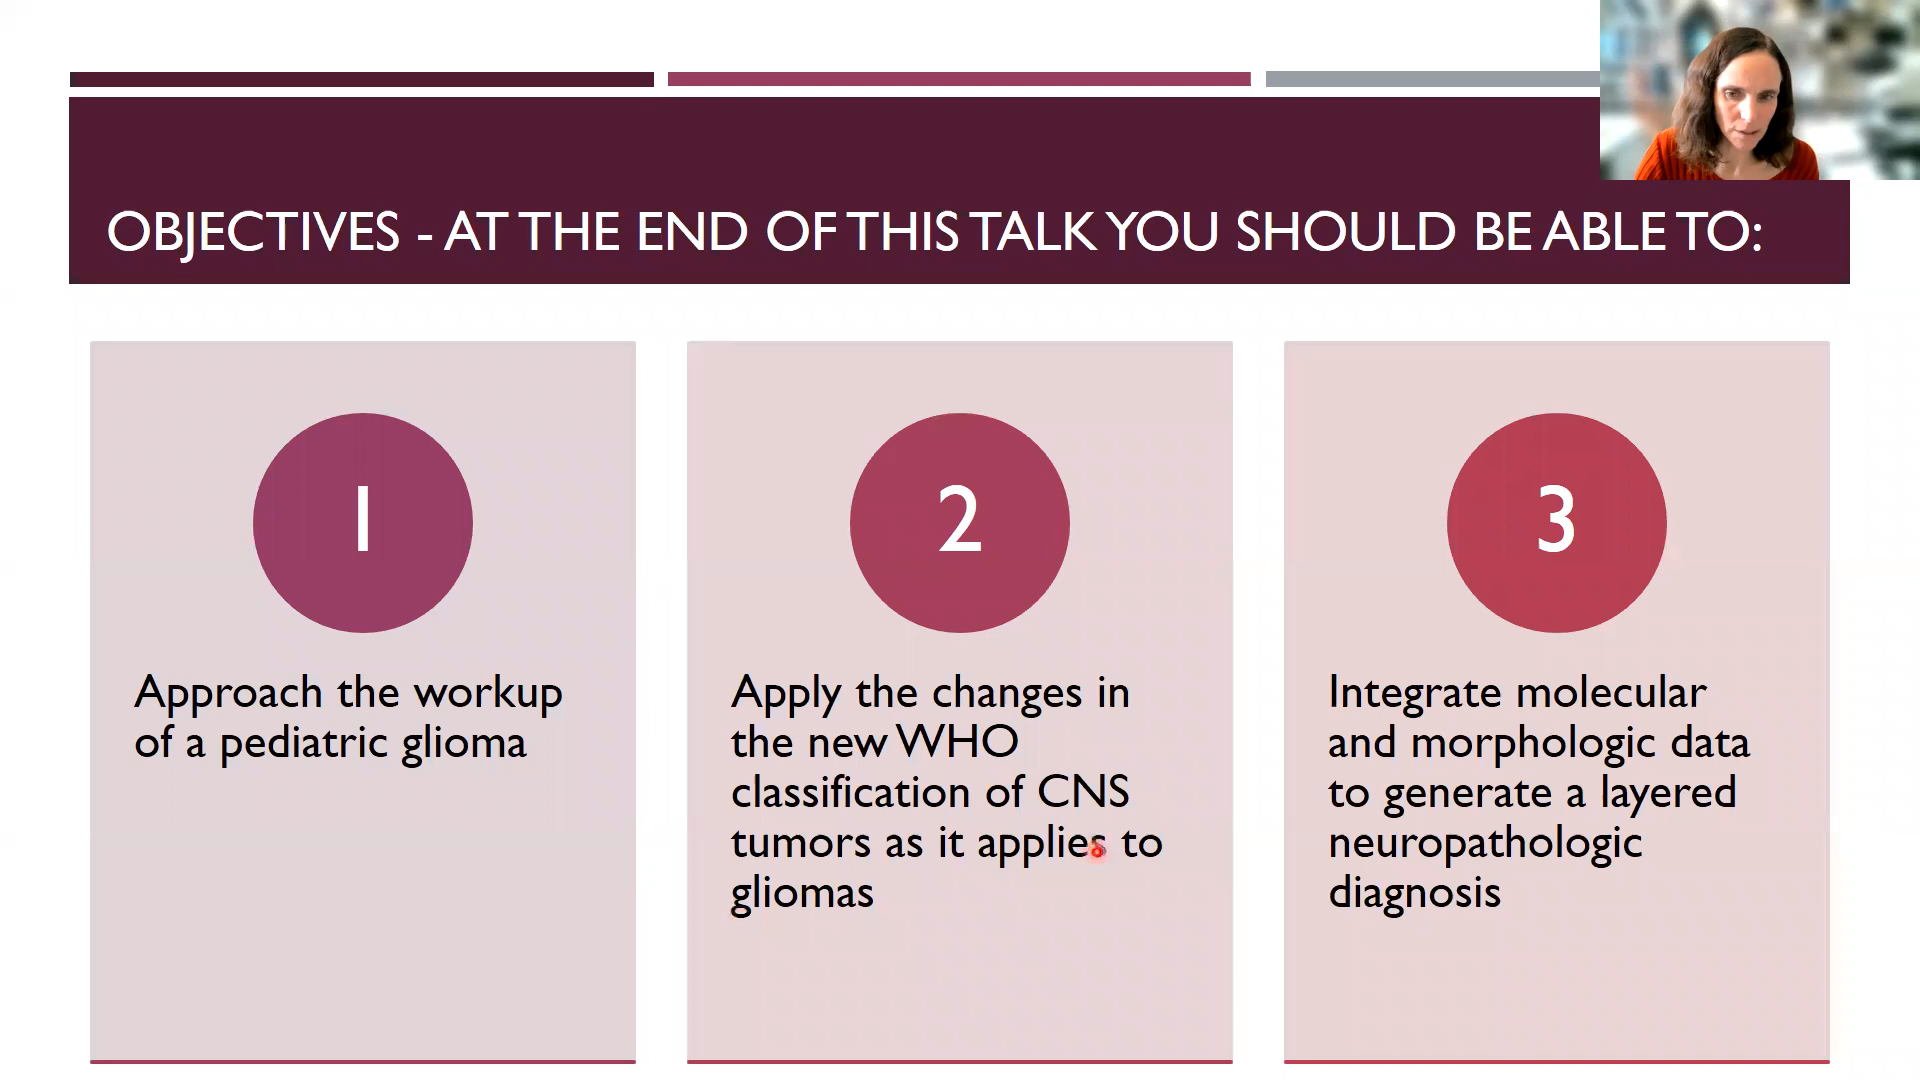 OBJECTIVES - AT THE END OF THIS TALK YOU SHOULD BE ABLE TO:
1
Approach the workup
of a pediatric glioma
2
Apply the changes in
the new WHO
classification of CNS
tumors as it applies to
gliomas
3
Integrate molecular
and morphologic data
to generate a layered
neuropathologic
diagnosis